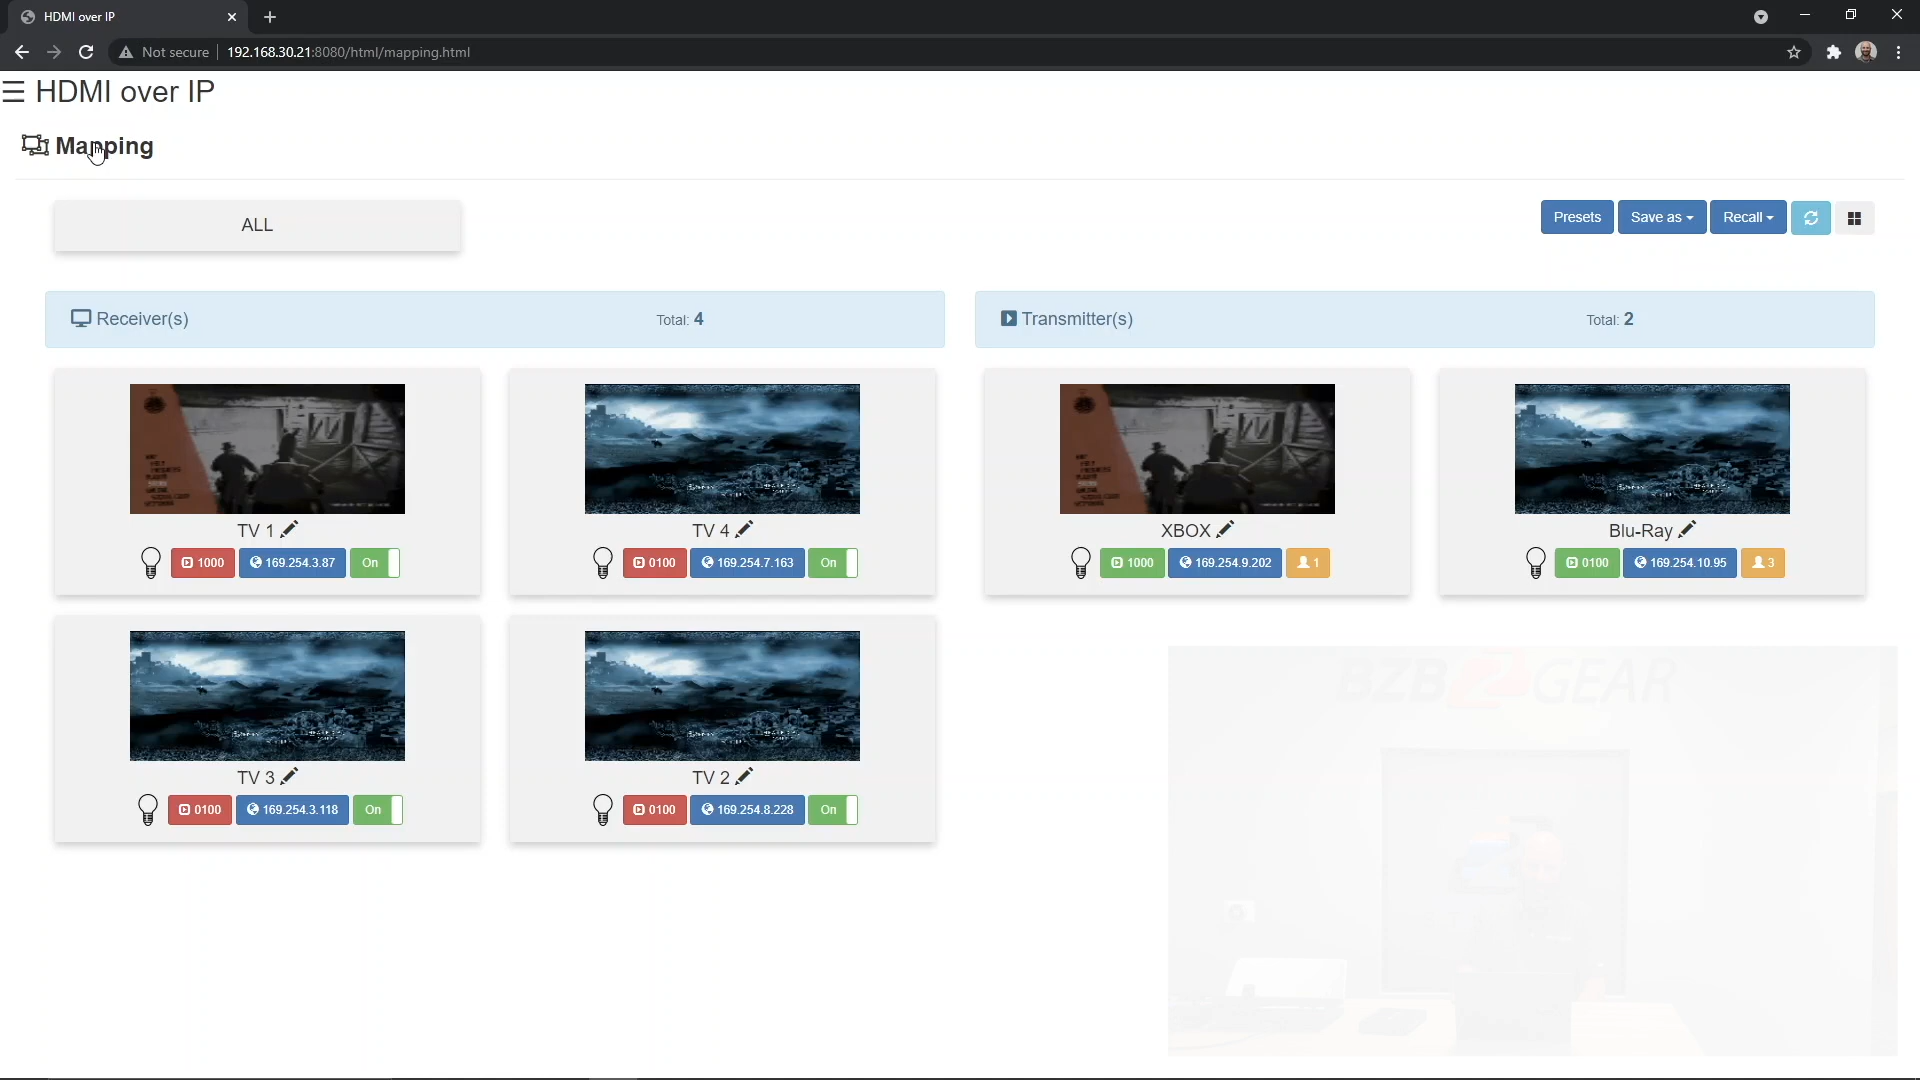 HDMI over IP
Not secure 192.168.30.21:8080/html/mapping.html
HDMI over IP
Mapping
ALL
Presets Save as Recall
Receiver(s) Total: 4
Transmitter(s) Total: 2
TV 1
1000 169.254.3.87 On
TV 4
0100 169.254.7.163 On
XBOX
1000 169.254.9.202 1
Blu-Ray
0100 169.254.10.95 3
TV 3
0100 169.254.3.118 On
TV 2
0100 169.254.8.228 On
BZB GEAR